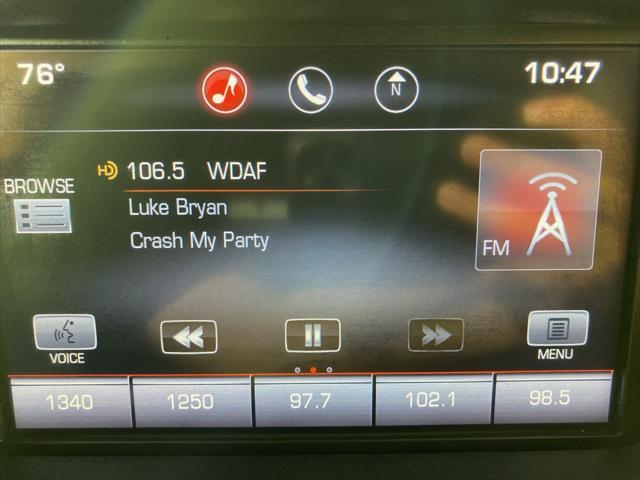 76°
10:47
N
HD 106.5 WDAF
BROWSE
Luke Bryan
Crash My Party
FM
VOICE
MENU
1340 1250 97.7 102.1 98.5